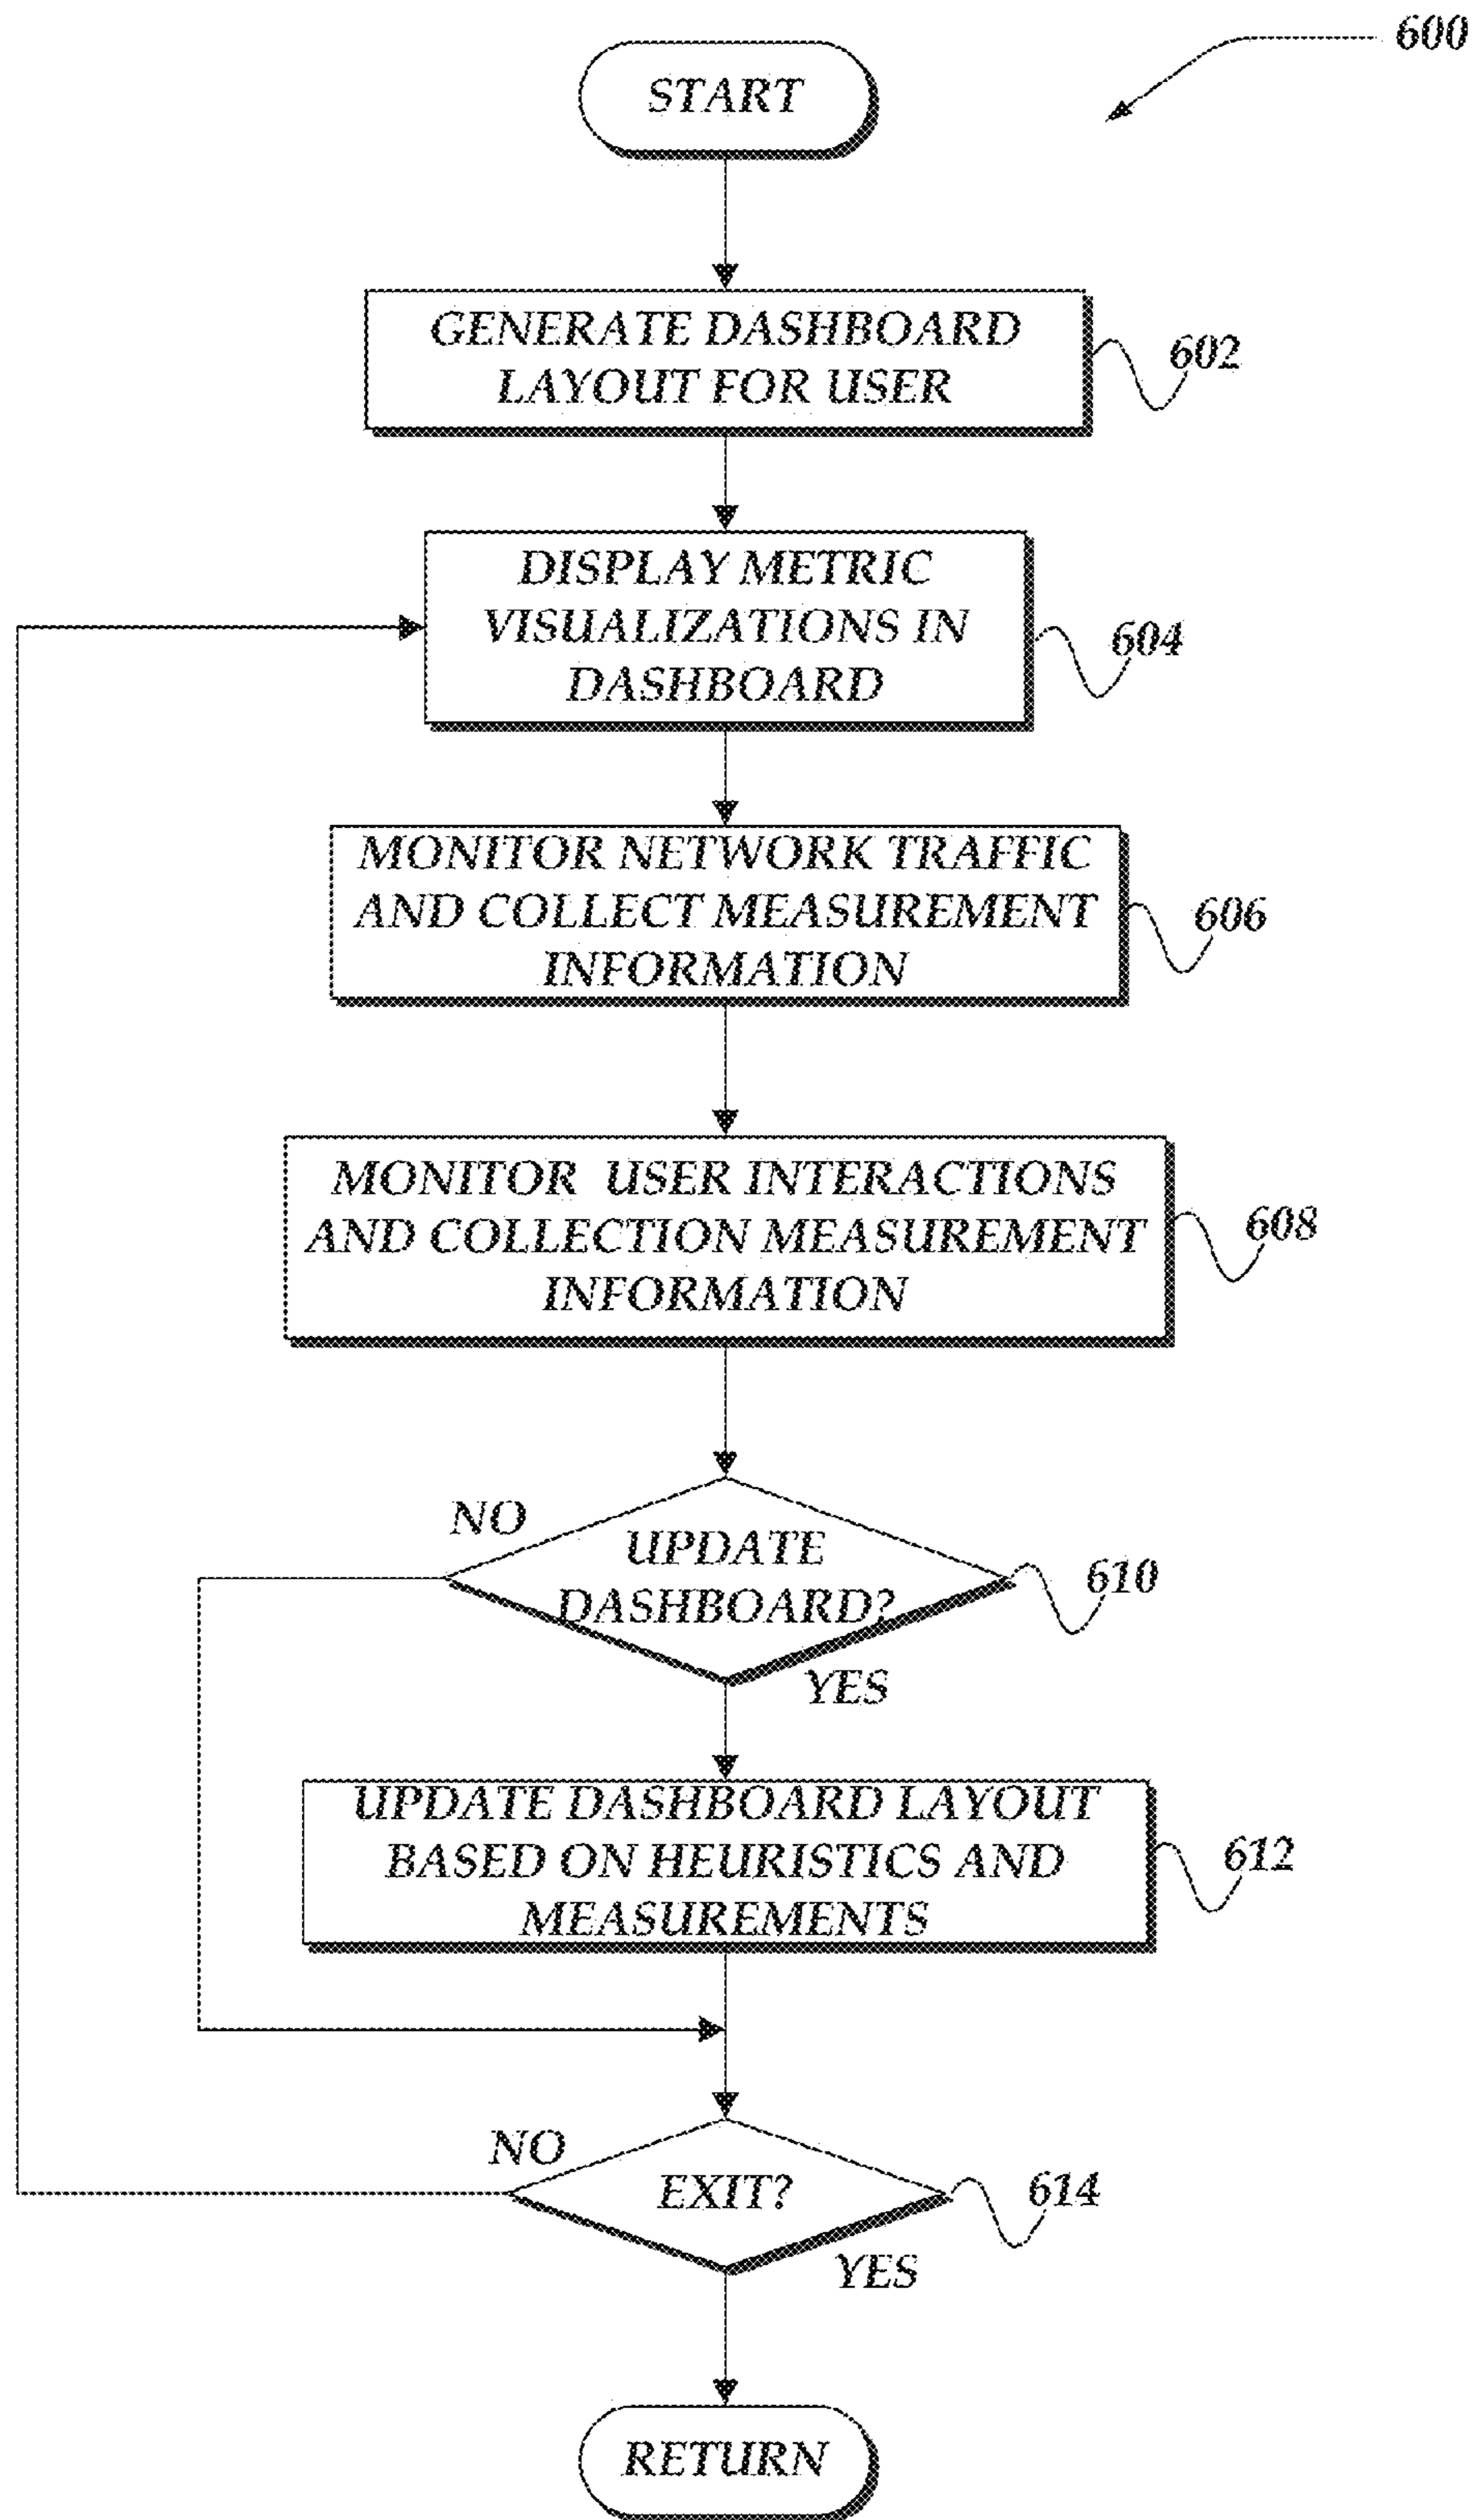 600
START
GENERATE DASHBOARD
LAYOUT FOR USER
602
DISPLAY METRIC
VISUALIZATIONS IN
DASHBOARD
604
MONITOR NETWORK TRAFFIC
AND COLLECT MEASUREMENT
INFORMATION
606
MONITOR USER INTERACTIONS
AND COLLECTION MEASUREMENT
INFORMATION
608
NO
UPDATE
DASHBOARD?
610
YES
UPDATE DASHBOARD LAYOUT
BASED ON HEURISTICS AND
MEASUREMENTS
612
NO
EXIT?
614
YES
RETURN